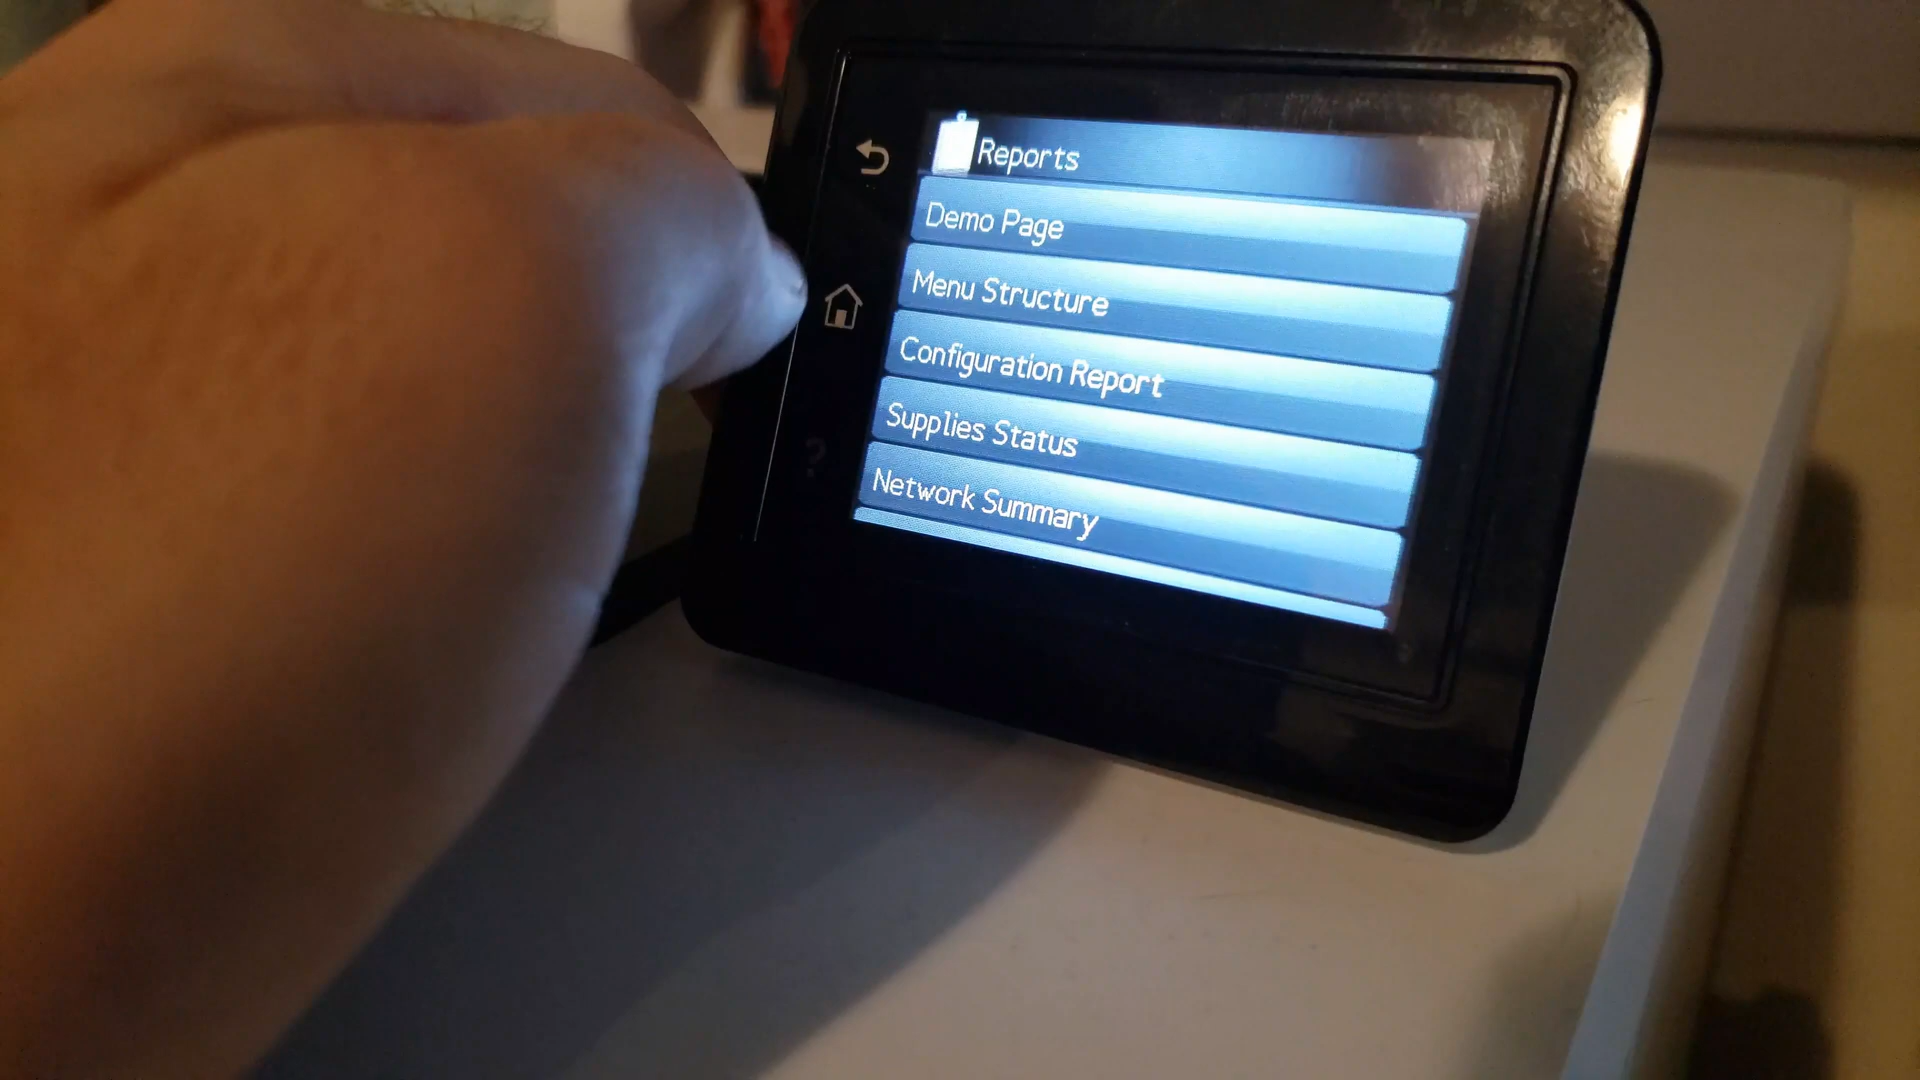 Reports
Demo Page
Menu Structure
Configuration Report
Supplies Status
Network Summary
?